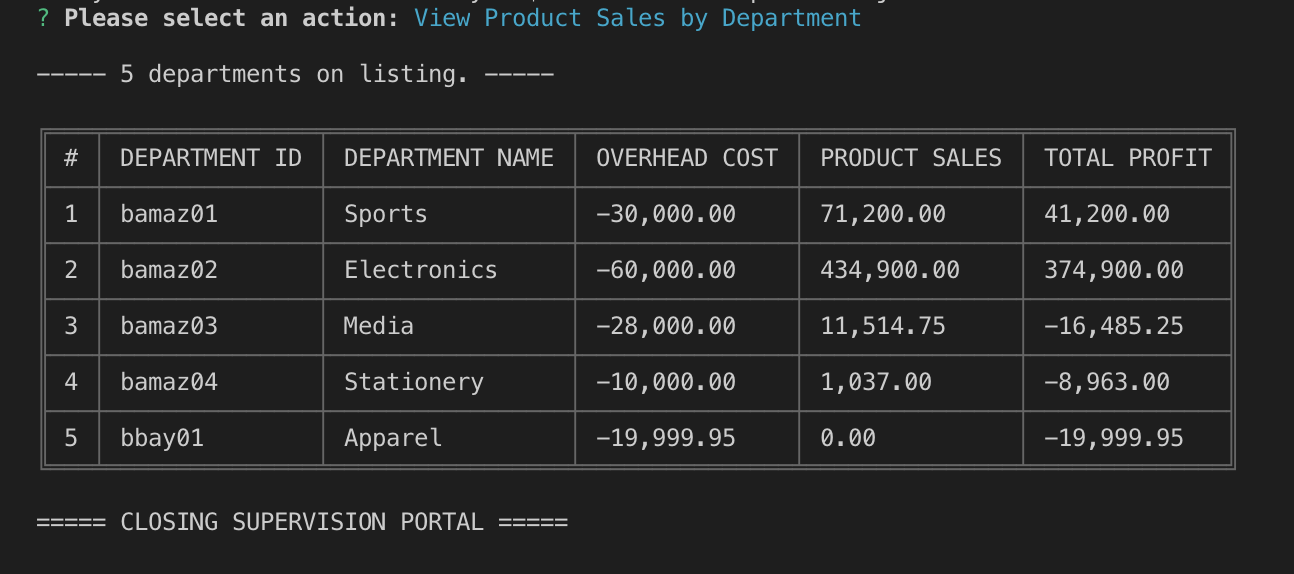 ? Please select an action: View Product Sales by Department
----- 5 departments on listing. -----
# DEPARTMENT ID DEPARTMENT NAME OVERHEAD COST PRODUCT SALES TOTAL PROFIT
1 bamaz01 Sports -30,000.00 71,200.00 41,200.00
2 bamaz02 Electronics -60,000.00 434,900.00 374,900.00
3 bamaz03 Media -28,000.00 11,514.75 -16,485.25
4 bamaz04 Stationery -10,000.00 1,037.00 -8,963.00
5 bbay01 Apparel -19,999.95 0.00 -19,999.95
===== CLOSING SUPERVISION PORTAL =====